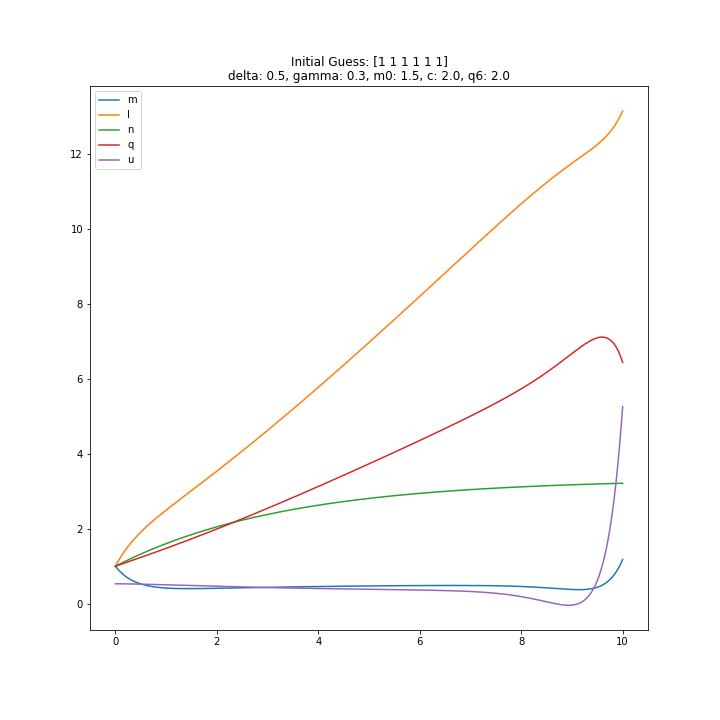 Initial Guess: [1 1 1 1 1 1]
delta: 0.5, gamma: 0.3, m0: 1.5, c: 2.0, q6: 2.0
m
l
n
q
u
12
10
8
6
4
2
0
0 2 4 6 8 10